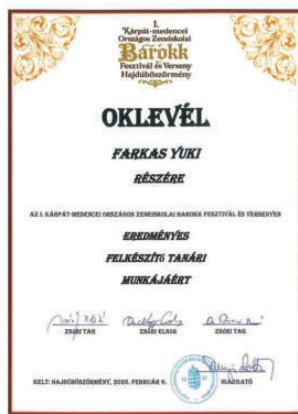 I.
Kárpát-medencei
Országos Zeneiskolai
Barokk
Fesztivál és Verseny
Hajdúböszörmény
OKLEVÉL
FARKAS YUKI
RÉSZÉRE
AZ I. KÁRPÁT-MEDENCEI ORSZÁGOS ZENEISKOLAI BAROKK FESZTIVÁL ÉS VERSENYEN
EREDMÉNYES
FELKÉSZÍTŐ TANÁRI
MUNKÁJÁÉRT
ZSŰRI TAG ZSŰRI ELNÖK ZSŰRI TAG
KELT: HAJDÚBÖSZÖRMÉNY, 2020. FEBRUÁR 6. IGAZGATÓ